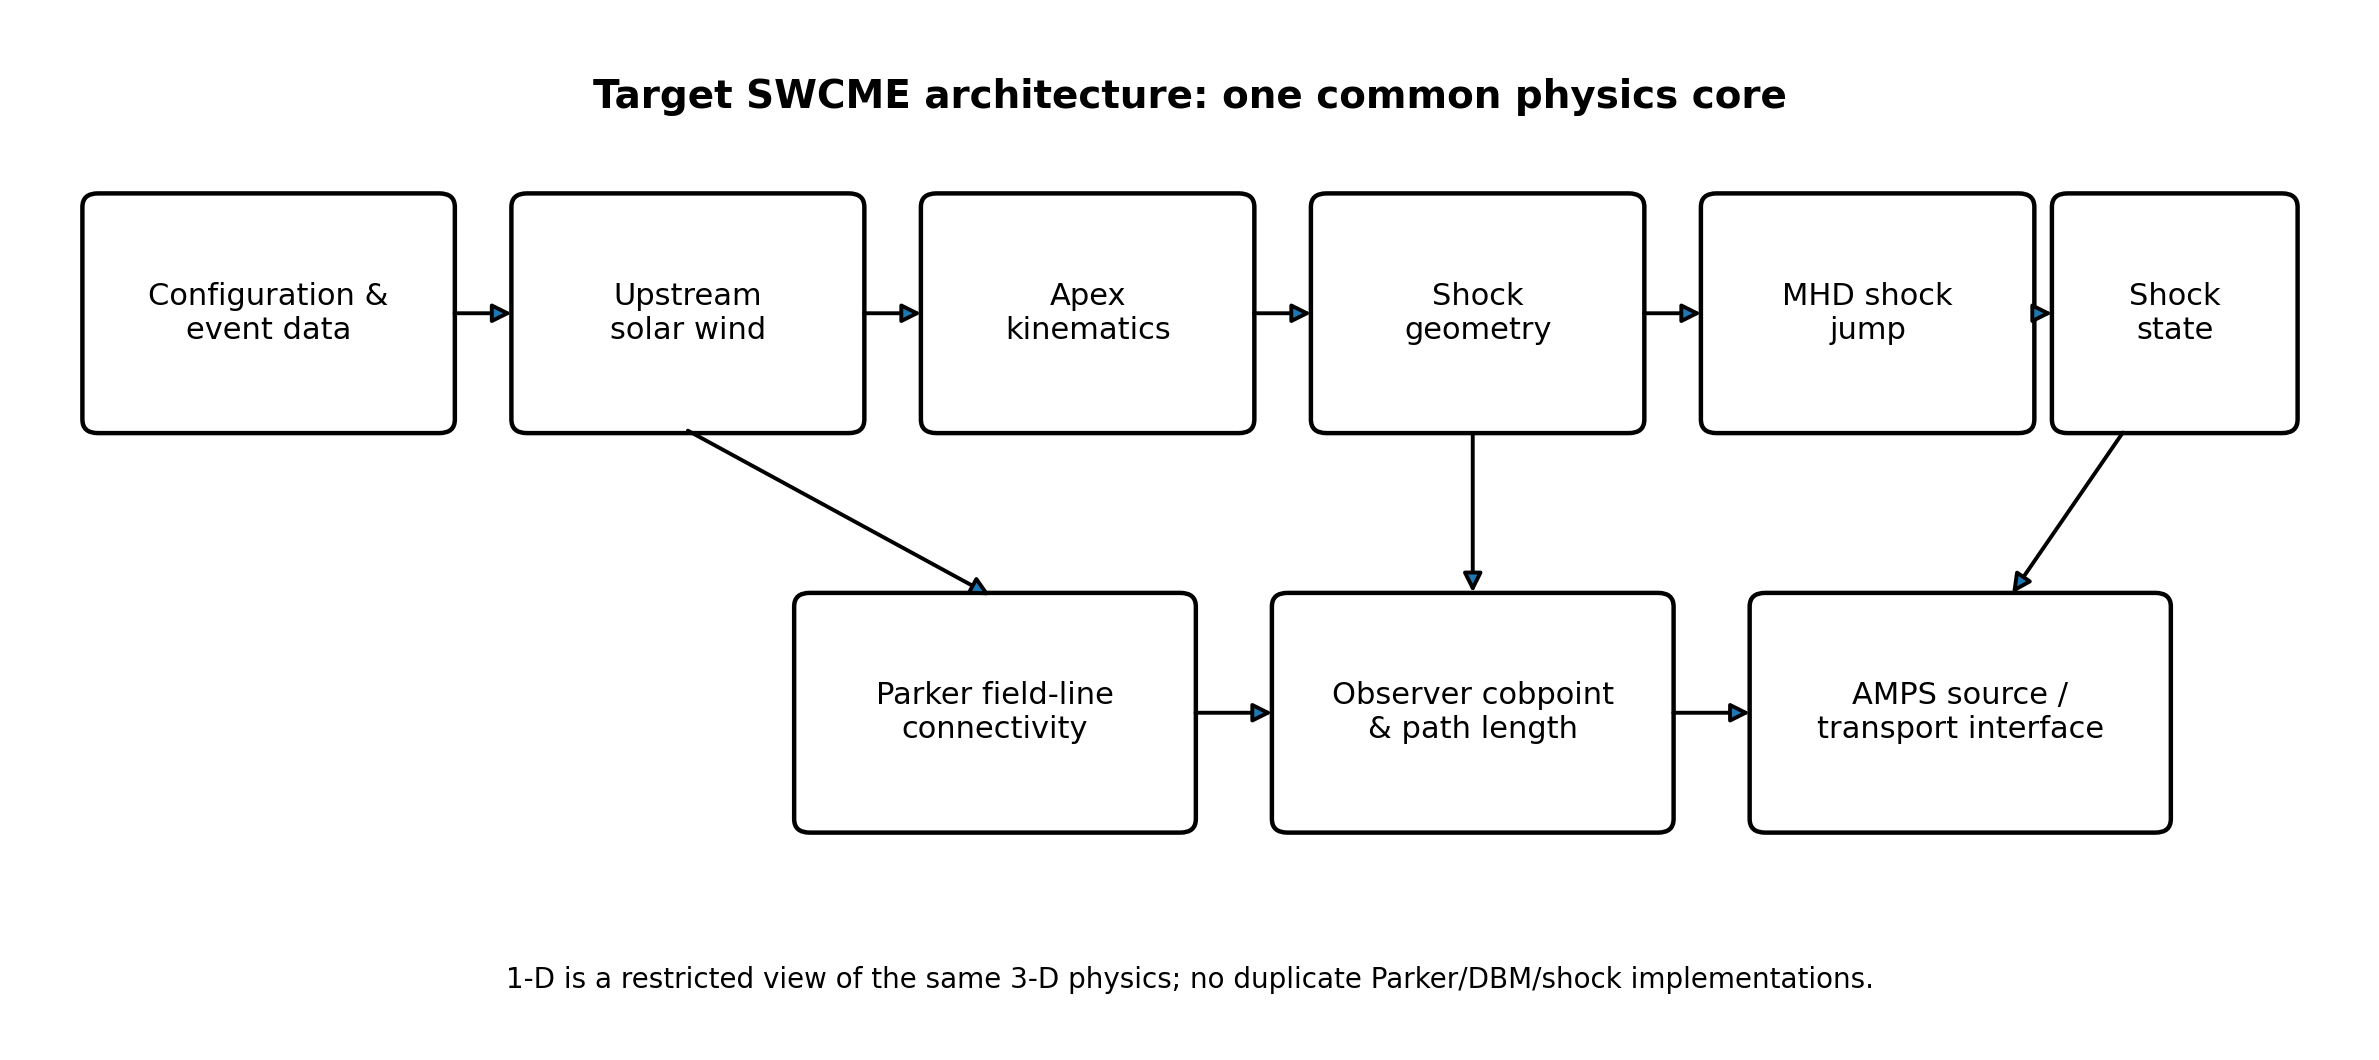 Target SWCME architecture: one common physics core
Configuration &
event data
Upstream
solar wind
Apex
kinematics
Shock
geometry
MHD shock
jump
Shock
state
Parker field-line
connectivity
Observer cobpoint
& path length
AMPS source /
transport interface
1-D is a restricted view of the same 3-D physics; no duplicate Parker/DBM/shock implementations.